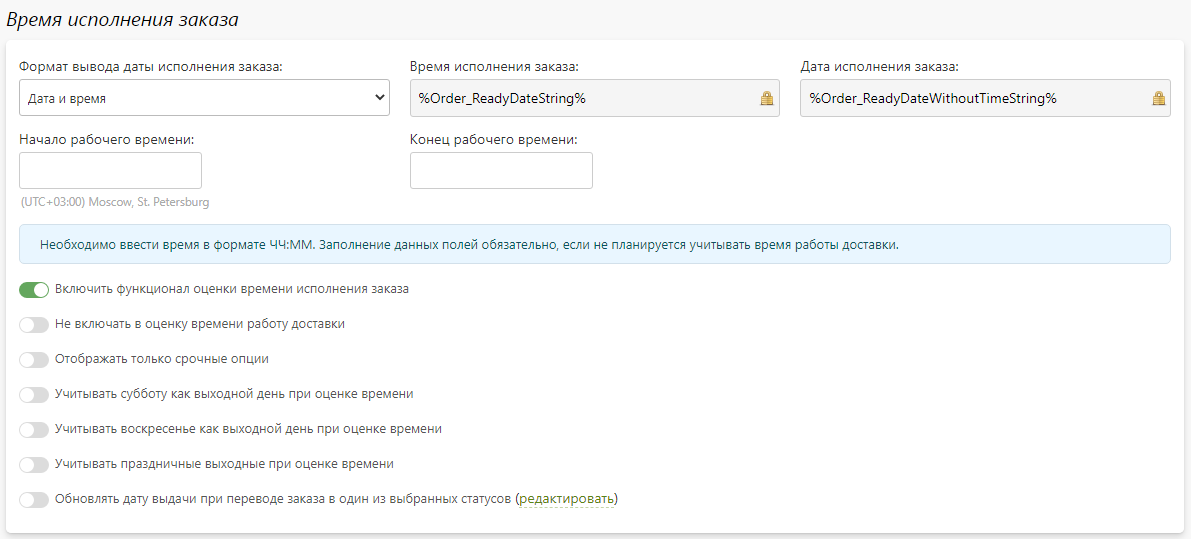 Время исполнения заказа
Формат вывода даты исполнения заказа: Время исполнения заказа: Дата исполнения заказа:
Дата и время %Order_ReadyDateString% %Order_ReadyDateWithoutTimeString%
Начало рабочего времени: Конец рабочего времени:
(UTC+03:00) Moscow, St. Petersburg
Необходимо ввести время в формате ЧЧ:ММ. Заполнение данных полей обязательно, если не планируется учитывать время работы доставки.
Включить функционал оценки времени исполнения заказа
Не включать в оценку времени работу доставки
Отображать только срочные опции
Учитывать субботу как выходной день при оценке времени
Учитывать воскресенье как выходной день при оценке времени
Учитывать праздничные выходные при оценке времени
Обновлять дату выдачи при переводе заказа в один из выбранных статусов (редактировать)